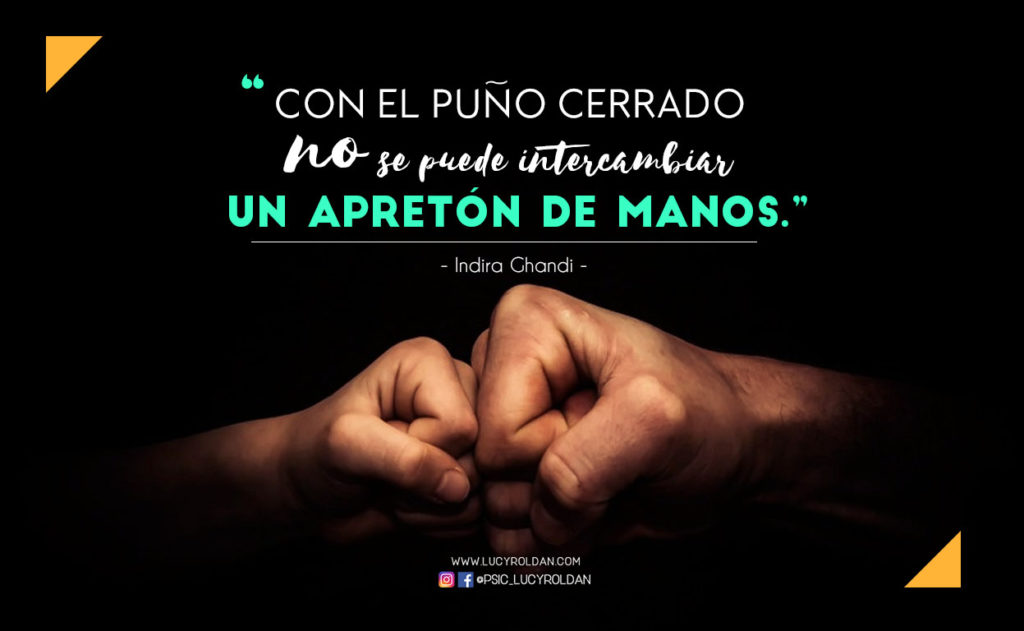 “ CON EL PUÑO CERRADO
no se puede intercambiar
UN APRETÓN DE MANOS.”
- Indira Ghandi -
WWW.LUCYROLDAN.COM
@PSIC_LUCYROLDAN